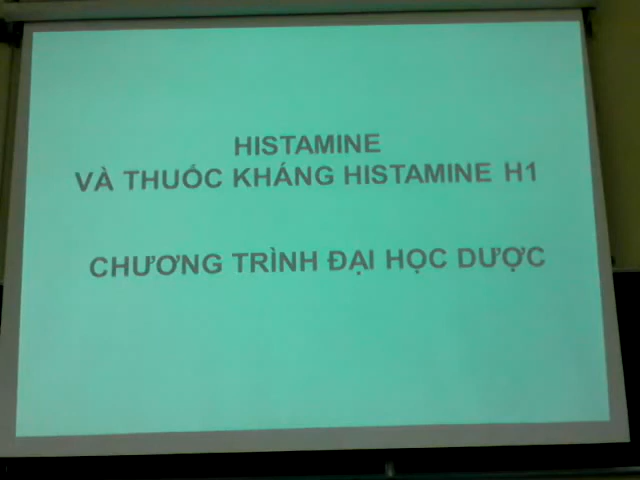 HISTAMINE
VÀ THUỐC KHÁNG HISTAMINE H1
CHƯƠNG TRÌNH ĐẠI HỌC DƯỢC